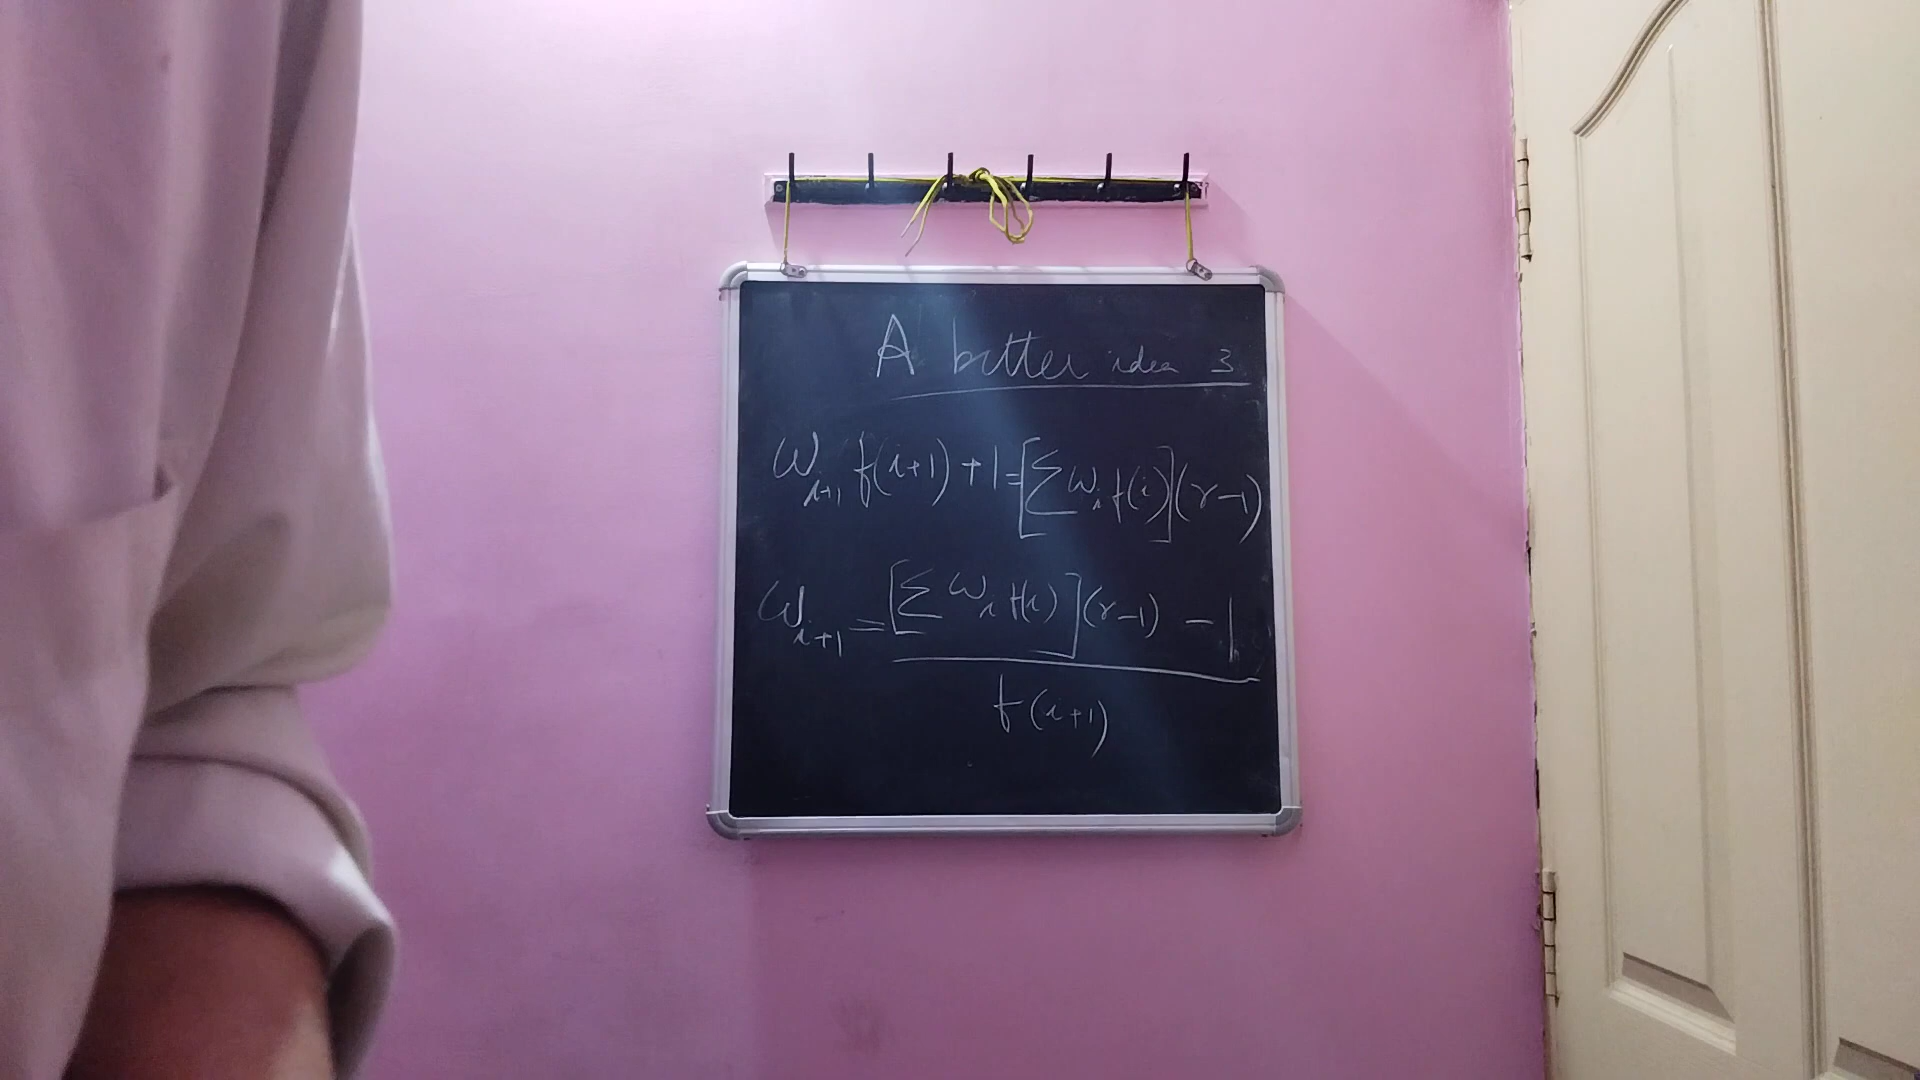 A better idea 3
ω_{i+1} f(i+1) + 1 = [Σ ω_i f(i)] (r-1)
ω_{i+1} = [Σ ω_i f(i)] (r-1) - 1
f(i+1)